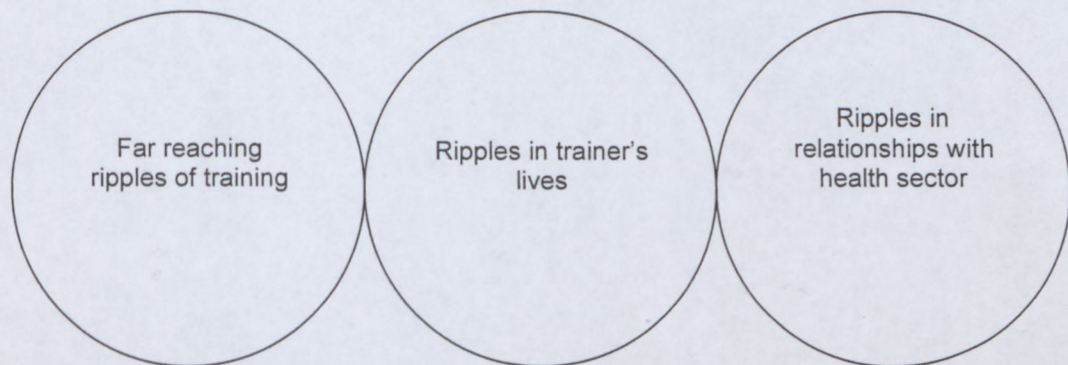 Far reaching
ripples of training
Ripples in trainer's
lives
Ripples in
relationships with
health sector